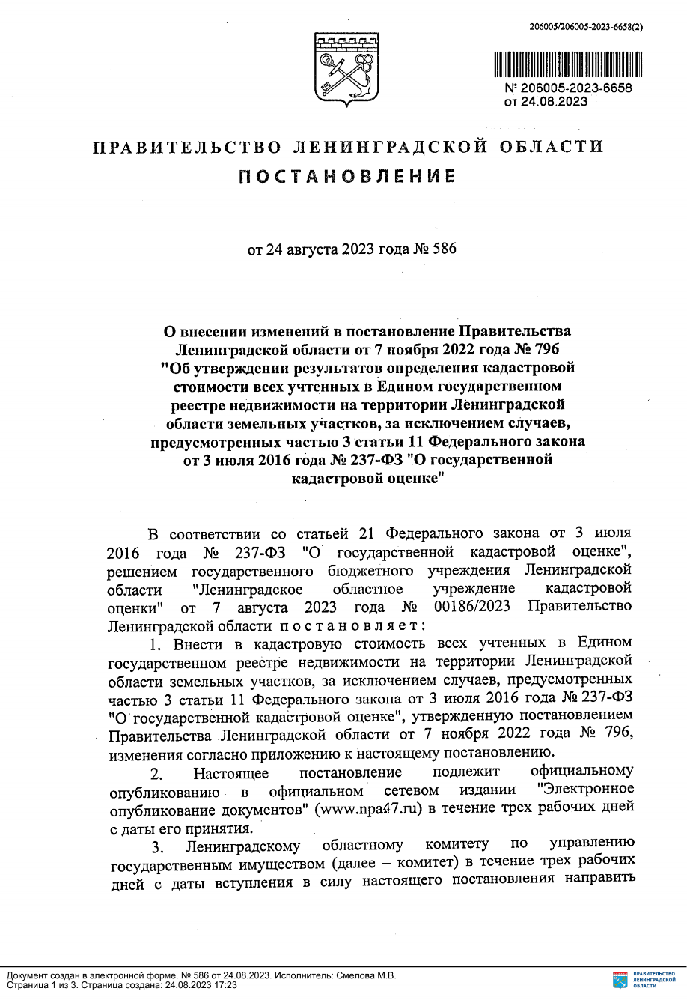 206005/206005-2023-6658(2)
№ 206005-2023-6658
от 24.08.2023
ПРАВИТЕЛЬСТВО ЛЕНИНГРАДСКОЙ ОБЛАСТИ
ПОСТАНОВЛЕНИЕ
от 24 августа 2023 года № 586
О внесении изменений в постановление Правительства
Ленинградской области от 7 ноября 2022 года № 796
"Об утверждении результатов определения кадастровой
стоимости всех учтенных в Едином государственном
реестре недвижимости на территории Ленинградской
области земельных участков, за исключением случаев,
предусмотренных частью 3 статьи 11 Федерального закона
от 3 июля 2016 года № 237-ФЗ "О государственной
кадастровой оценке"
В соответствии со статьей 21 Федерального закона от 3 июля
2016 года № 237-ФЗ "О государственной кадастровой оценке",
решением государственного бюджетного учреждения Ленинградской
области "Ленинградское областное учреждение кадастровой
оценки" от 7 августа 2023 года № 00186/2023 Правительство
Ленинградской области п о с т а н о в л я е т :
1. Внести в кадастровую стоимость всех учтенных в Едином
государственном реестре недвижимости на территории Ленинградской
области земельных участков, за исключением случаев, предусмотренных
частью 3 статьи 11 Федерального закона от 3 июля 2016 года № 237-ФЗ
"О государственной кадастровой оценке", утвержденную постановлением
Правительства Ленинградской области от 7 ноября 2022 года № 796,
изменения согласно приложению к настоящему постановлению.
2. Настоящее постановление подлежит официальному
опубликованию в официальном сетевом издании "Электронное
опубликование документов" (www.npa47.ru) в течение трех рабочих дней
с даты его принятия.
3. Ленинградскому областному комитету по управлению
государственным имуществом (далее – комитет) в течение трех рабочих
дней с даты вступления в силу настоящего постановления направить
Документ создан в электронной форме. № 586 от 24.08.2023. Исполнитель: Смелова М.В.
Страница 1 из 3. Страница создана: 24.08.2023 17:23
ПРАВИТЕЛЬСТВО
ЛЕНИНГРАДСКОЙ
ОБЛАСТИ